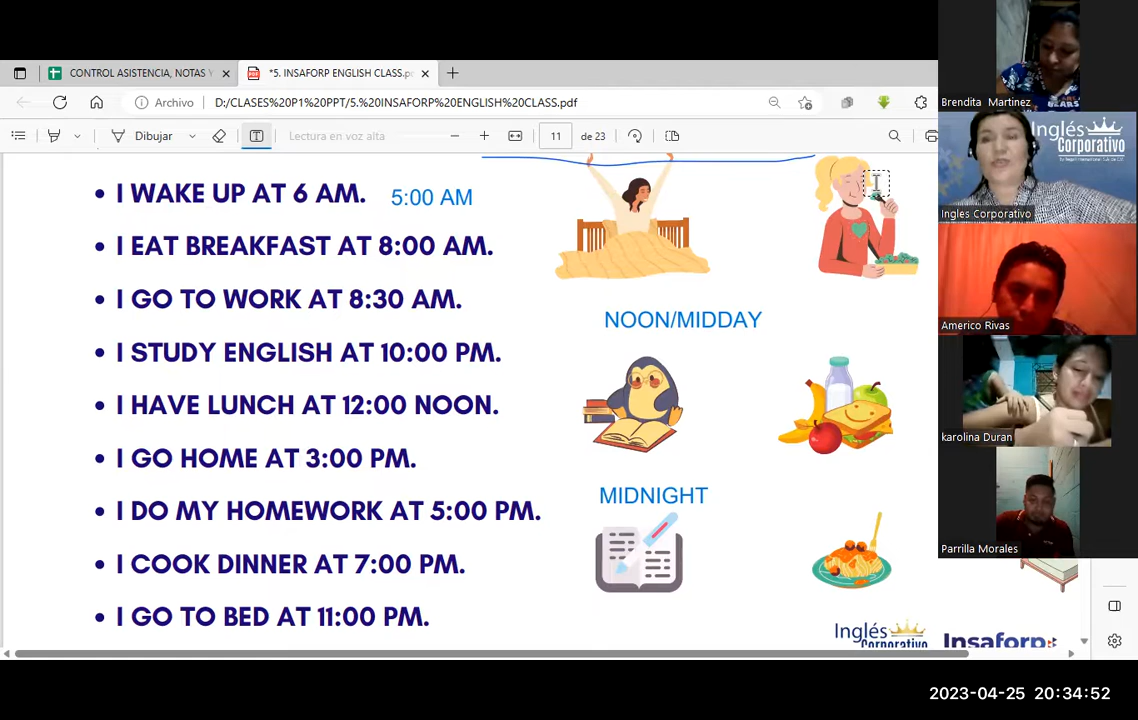 CONTROL ASISTENCIA, NOTAS Y
*5. INSAFORP ENGLISH CLASS.pd
Archivo
D:/CLASES%20P1%20PPT/5.%20INSAFORP%20ENGLISH%20CLASS.pdf
Dibujar
Lectura en voz alta
11
de 23
I WAKE UP AT 6 AM.
5:00 AM
I EAT BREAKFAST AT 8:00 AM.
I GO TO WORK AT 8:30 AM.
NOON/MIDDAY
I STUDY ENGLISH AT 10:00 PM.
I HAVE LUNCH AT 12:00 NOON.
I GO HOME AT 3:00 PM.
MIDNIGHT
I DO MY HOMEWORK AT 5:00 PM.
I COOK DINNER AT 7:00 PM.
I GO TO BED AT 11:00 PM.
Inglés
Corporativo
Insaforp
Brendita Martinez
Inglés
Corporativo
Ingles Corporativo
Americo Rivas
karolina Duran
Parrilla Morales
2023-04-25 20:34:52